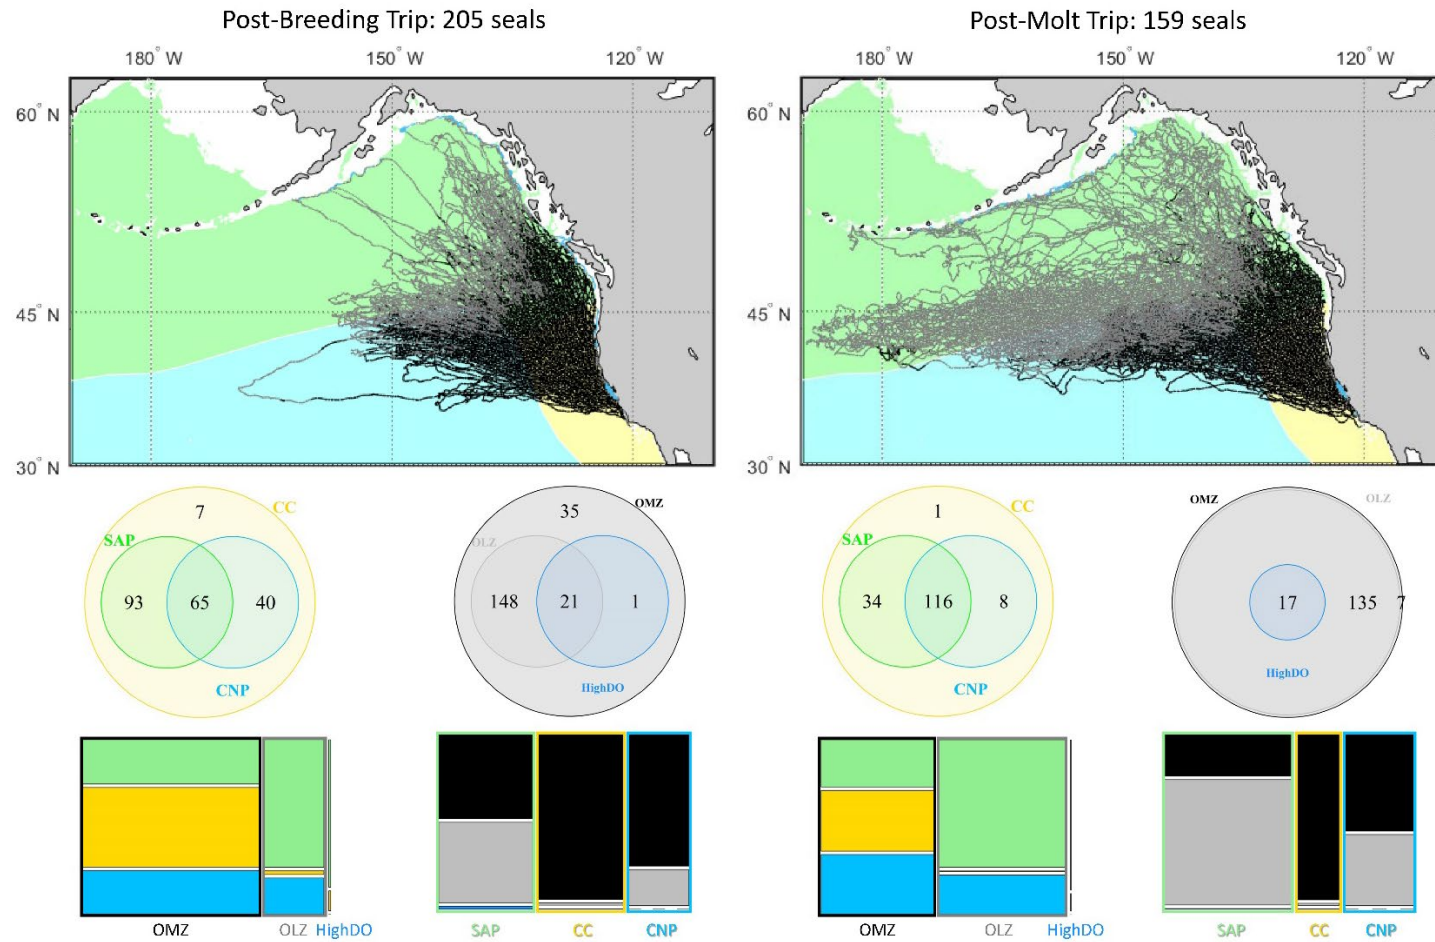 Post-Breeding Trip: 205 seals
Post-Molt Trip: 159 seals
180° W 150° W 120° W
180° W 150° W 120° W
60° N
45° N
30° N
60° N
45° N
30° N
7 CC
SAP
93 65 40
CNP
35 OMZ
OLZ
148 21 1
HighDO
1 CC
SAP
34 116 8
CNP
OMZ OLZ
17 135 7
HighDO
OMZ OLZ HighDO
SAP CC CNP
OMZ OLZ HighDO
SAP CC CNP